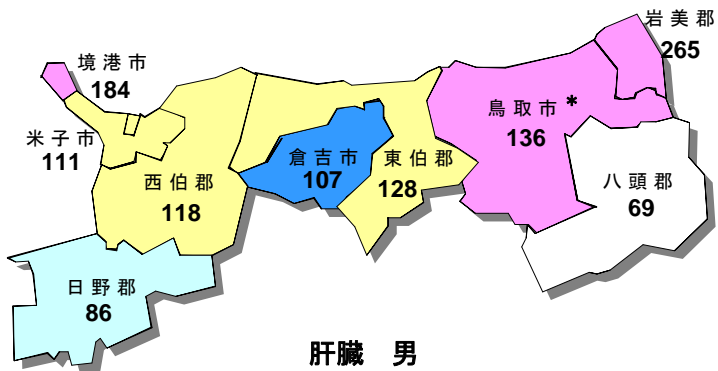 岩美郡
265
境港市
184
鳥取市*
136
米子市
111
倉吉市
107
東伯郡
128
西伯郡
118
八頭郡
69
日野郡
86
肝臓 男